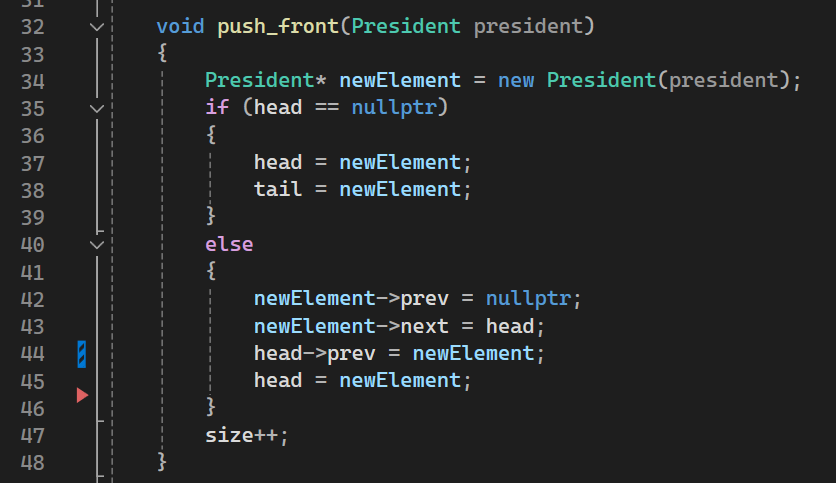 31
32 void push_front(President president)
33 {
34 President* newElement = new President(president);
35 if (head == nullptr)
36 {
37 head = newElement;
38 tail = newElement;
39 }
40 else
41 {
42 newElement->prev = nullptr;
43 newElement->next = head;
44 head->prev = newElement;
45 head = newElement;
46 }
47 size++;
48 }